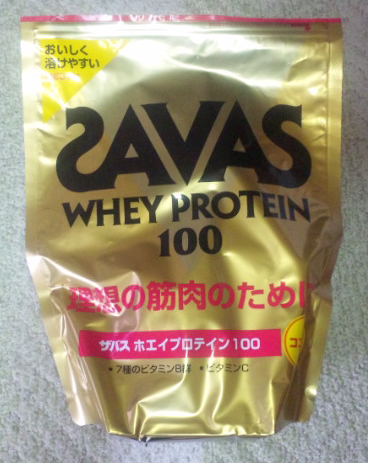 おいしく
溶けやすい
SAVAS
WHEY PROTEIN
100
理想の筋肉のために
ザバス ホエイプロテイン100
• 7種のビタミンB群 • ビタミンC